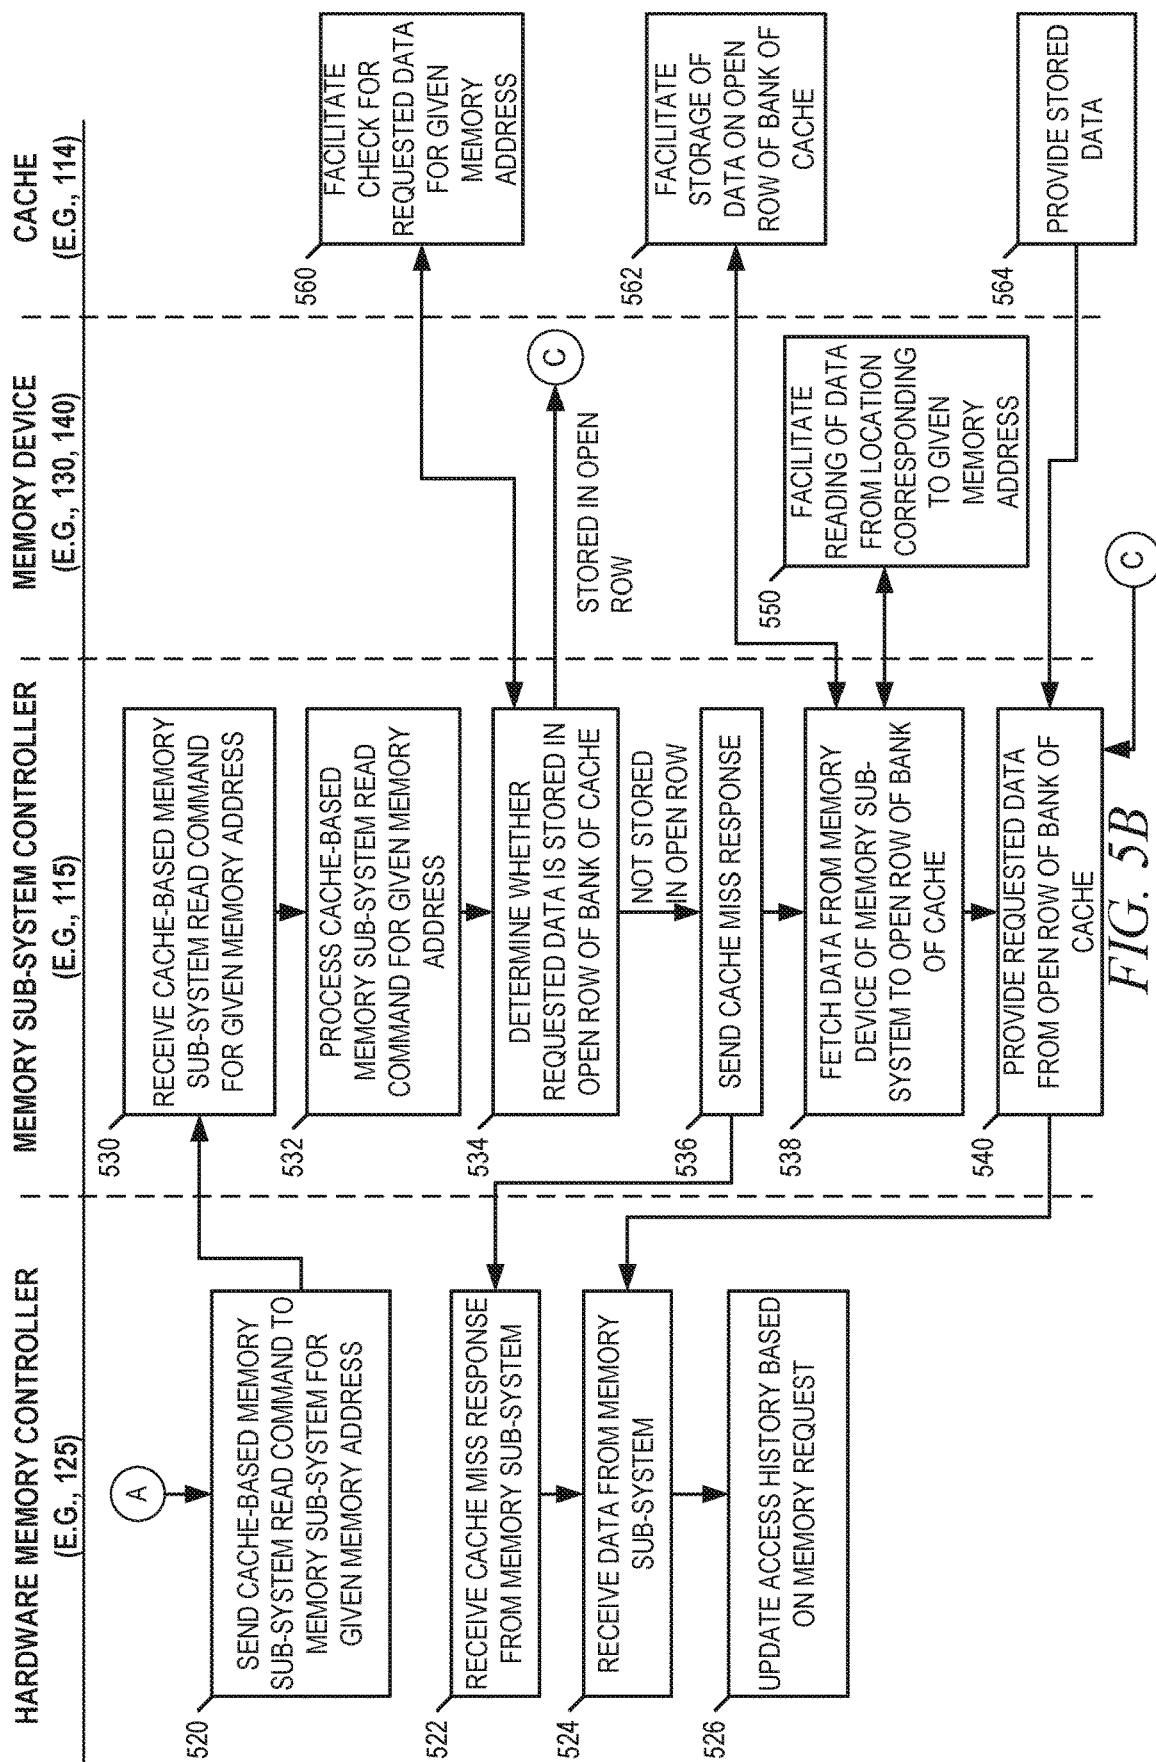 HARDWARE MEMORY CONTROLLER
(E.G., 125)
MEMORY SUB-SYSTEM CONTROLLER
(E.G., 115)
MEMORY DEVICE
(E.G., 130, 140)
CACHE
(E.G., 114)
A
520
SEND CACHE-BASED MEMORY
SUB-SYSTEM READ COMMAND TO
MEMORY SUB-SYSTEM FOR
GIVEN MEMORY ADDRESS
522
RECEIVE CACHE MISS RESPONSE
FROM MEMORY SUB-SYSTEM
524
RECEIVE DATA FROM MEMORY
SUB-SYSTEM
526
UPDATE ACCESS HISTORY BASED
ON MEMORY REQUEST
530
RECEIVE CACHE-BASED MEMORY
SUB-SYSTEM READ COMMAND
FOR GIVEN MEMORY ADDRESS
532
PROCESS CACHE-BASED
MEMORY SUB-SYSTEM READ
COMMAND FOR GIVEN MEMORY
ADDRESS
534
DETERMINE WHETHER
REQUESTED DATA IS STORED IN
OPEN ROW OF BANK OF CACHE
NOT STORED
IN OPEN ROW
536
SEND CACHE MISS RESPONSE
538
FETCH DATA FROM MEMORY
DEVICE OF MEMORY SUB-
SYSTEM TO OPEN ROW OF BANK
OF CACHE
540
PROVIDE REQUESTED DATA
FROM OPEN ROW OF BANK OF
CACHE
C
STORED IN OPEN
ROW
550
FACILITATE
READING OF DATA
FROM LOCATION
CORRESPONDING
TO GIVEN
MEMORY
ADDRESS
C
560
FACILITATE
CHECK FOR
REQUESTED DATA
FOR GIVEN
MEMORY
ADDRESS
562
FACILITATE
STORAGE OF
DATA ON OPEN
ROW OF BANK OF
CACHE
564
PROVIDE STORED
DATA
FIG. 5B